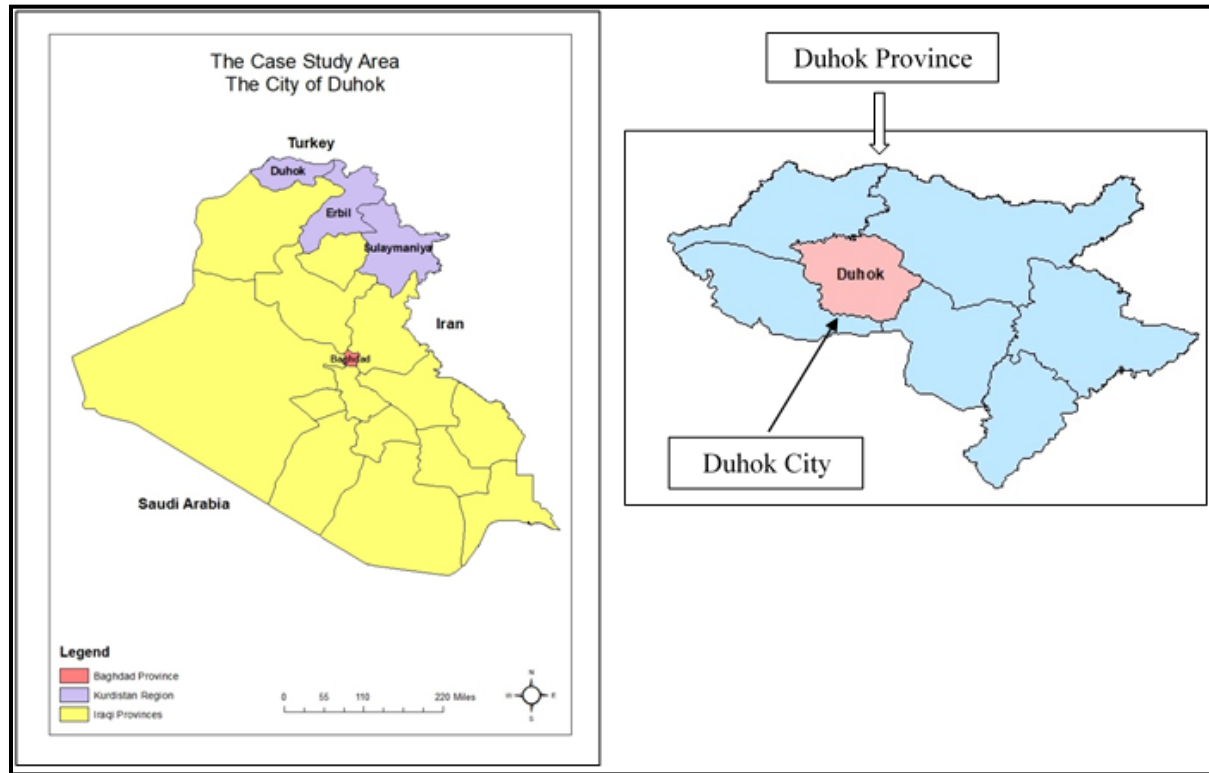 The Case Study Area
The City of Duhok
Turkey
Duhok
Erbil
Sulaymaniya
Iran
Baghdad
Saudi Arabia
Legend
Baghdad Province
Kurdistan Region
Iraqi Provinces
0 55 110 220 Miles
N
W E
S
Duhok Province
Duhok
Duhok City